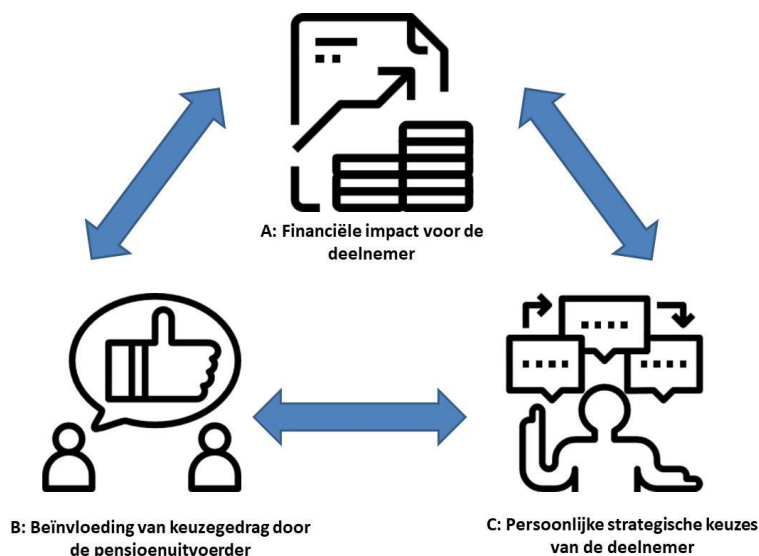 A: Financiële impact voor de
deelnemer
B: Beïnvloeding van keuzegedrag door
de pensioenuitvoerder
C: Persoonlijke strategische keuzes
van de deelnemer